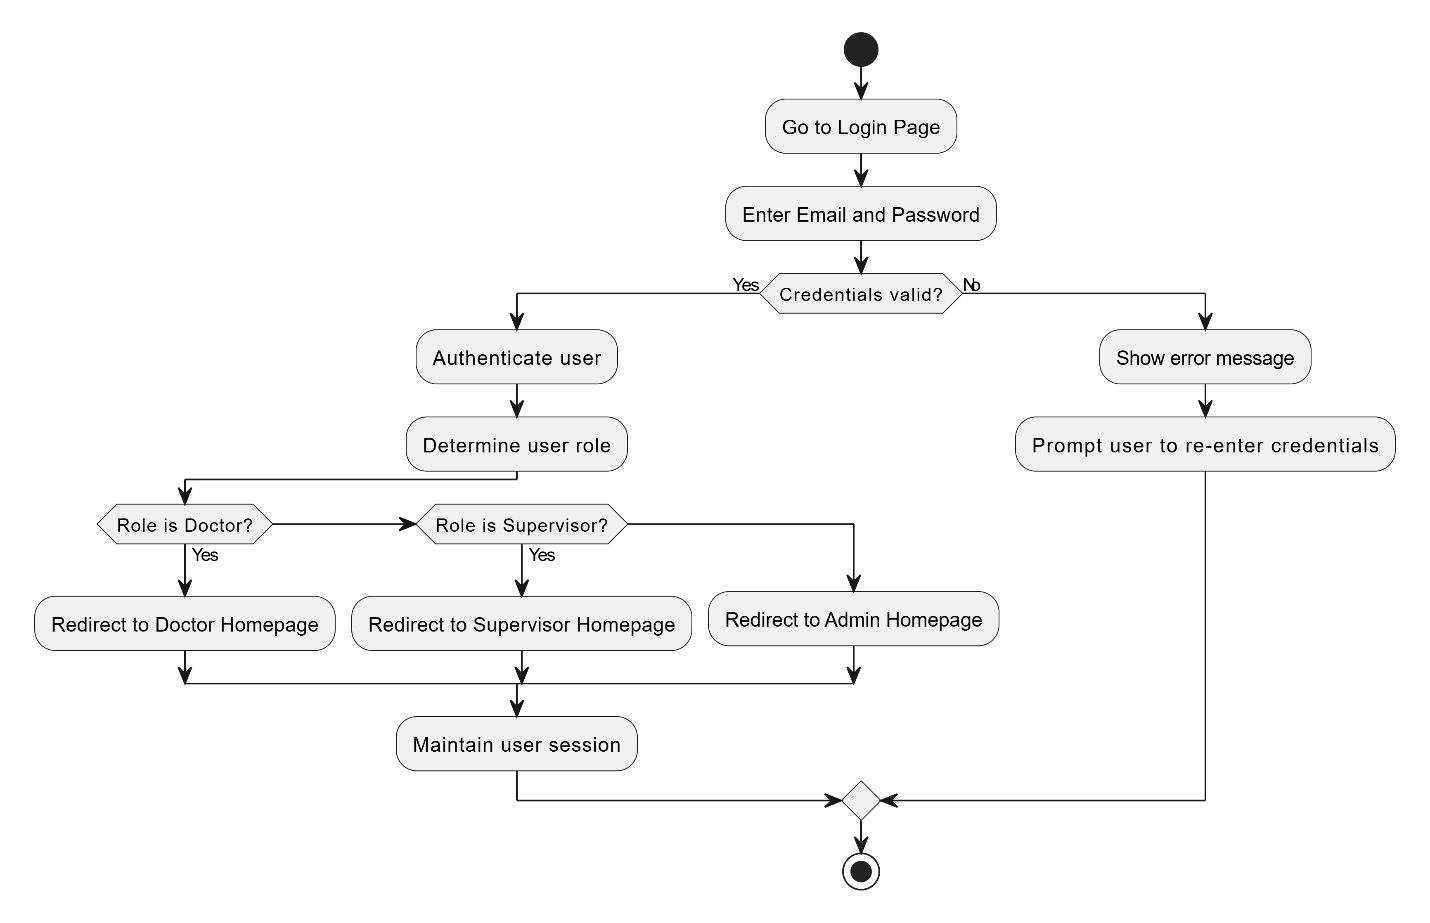 Go to Login Page
Enter Email and Password
Yes
Credentials valid?
No
Authenticate user
Show error message
Determine user role
Prompt user to re-enter credentials
Role is Doctor?
Role is Supervisor?
Yes
Yes
Redirect to Doctor Homepage
Redirect to Supervisor Homepage
Redirect to Admin Homepage
Maintain user session